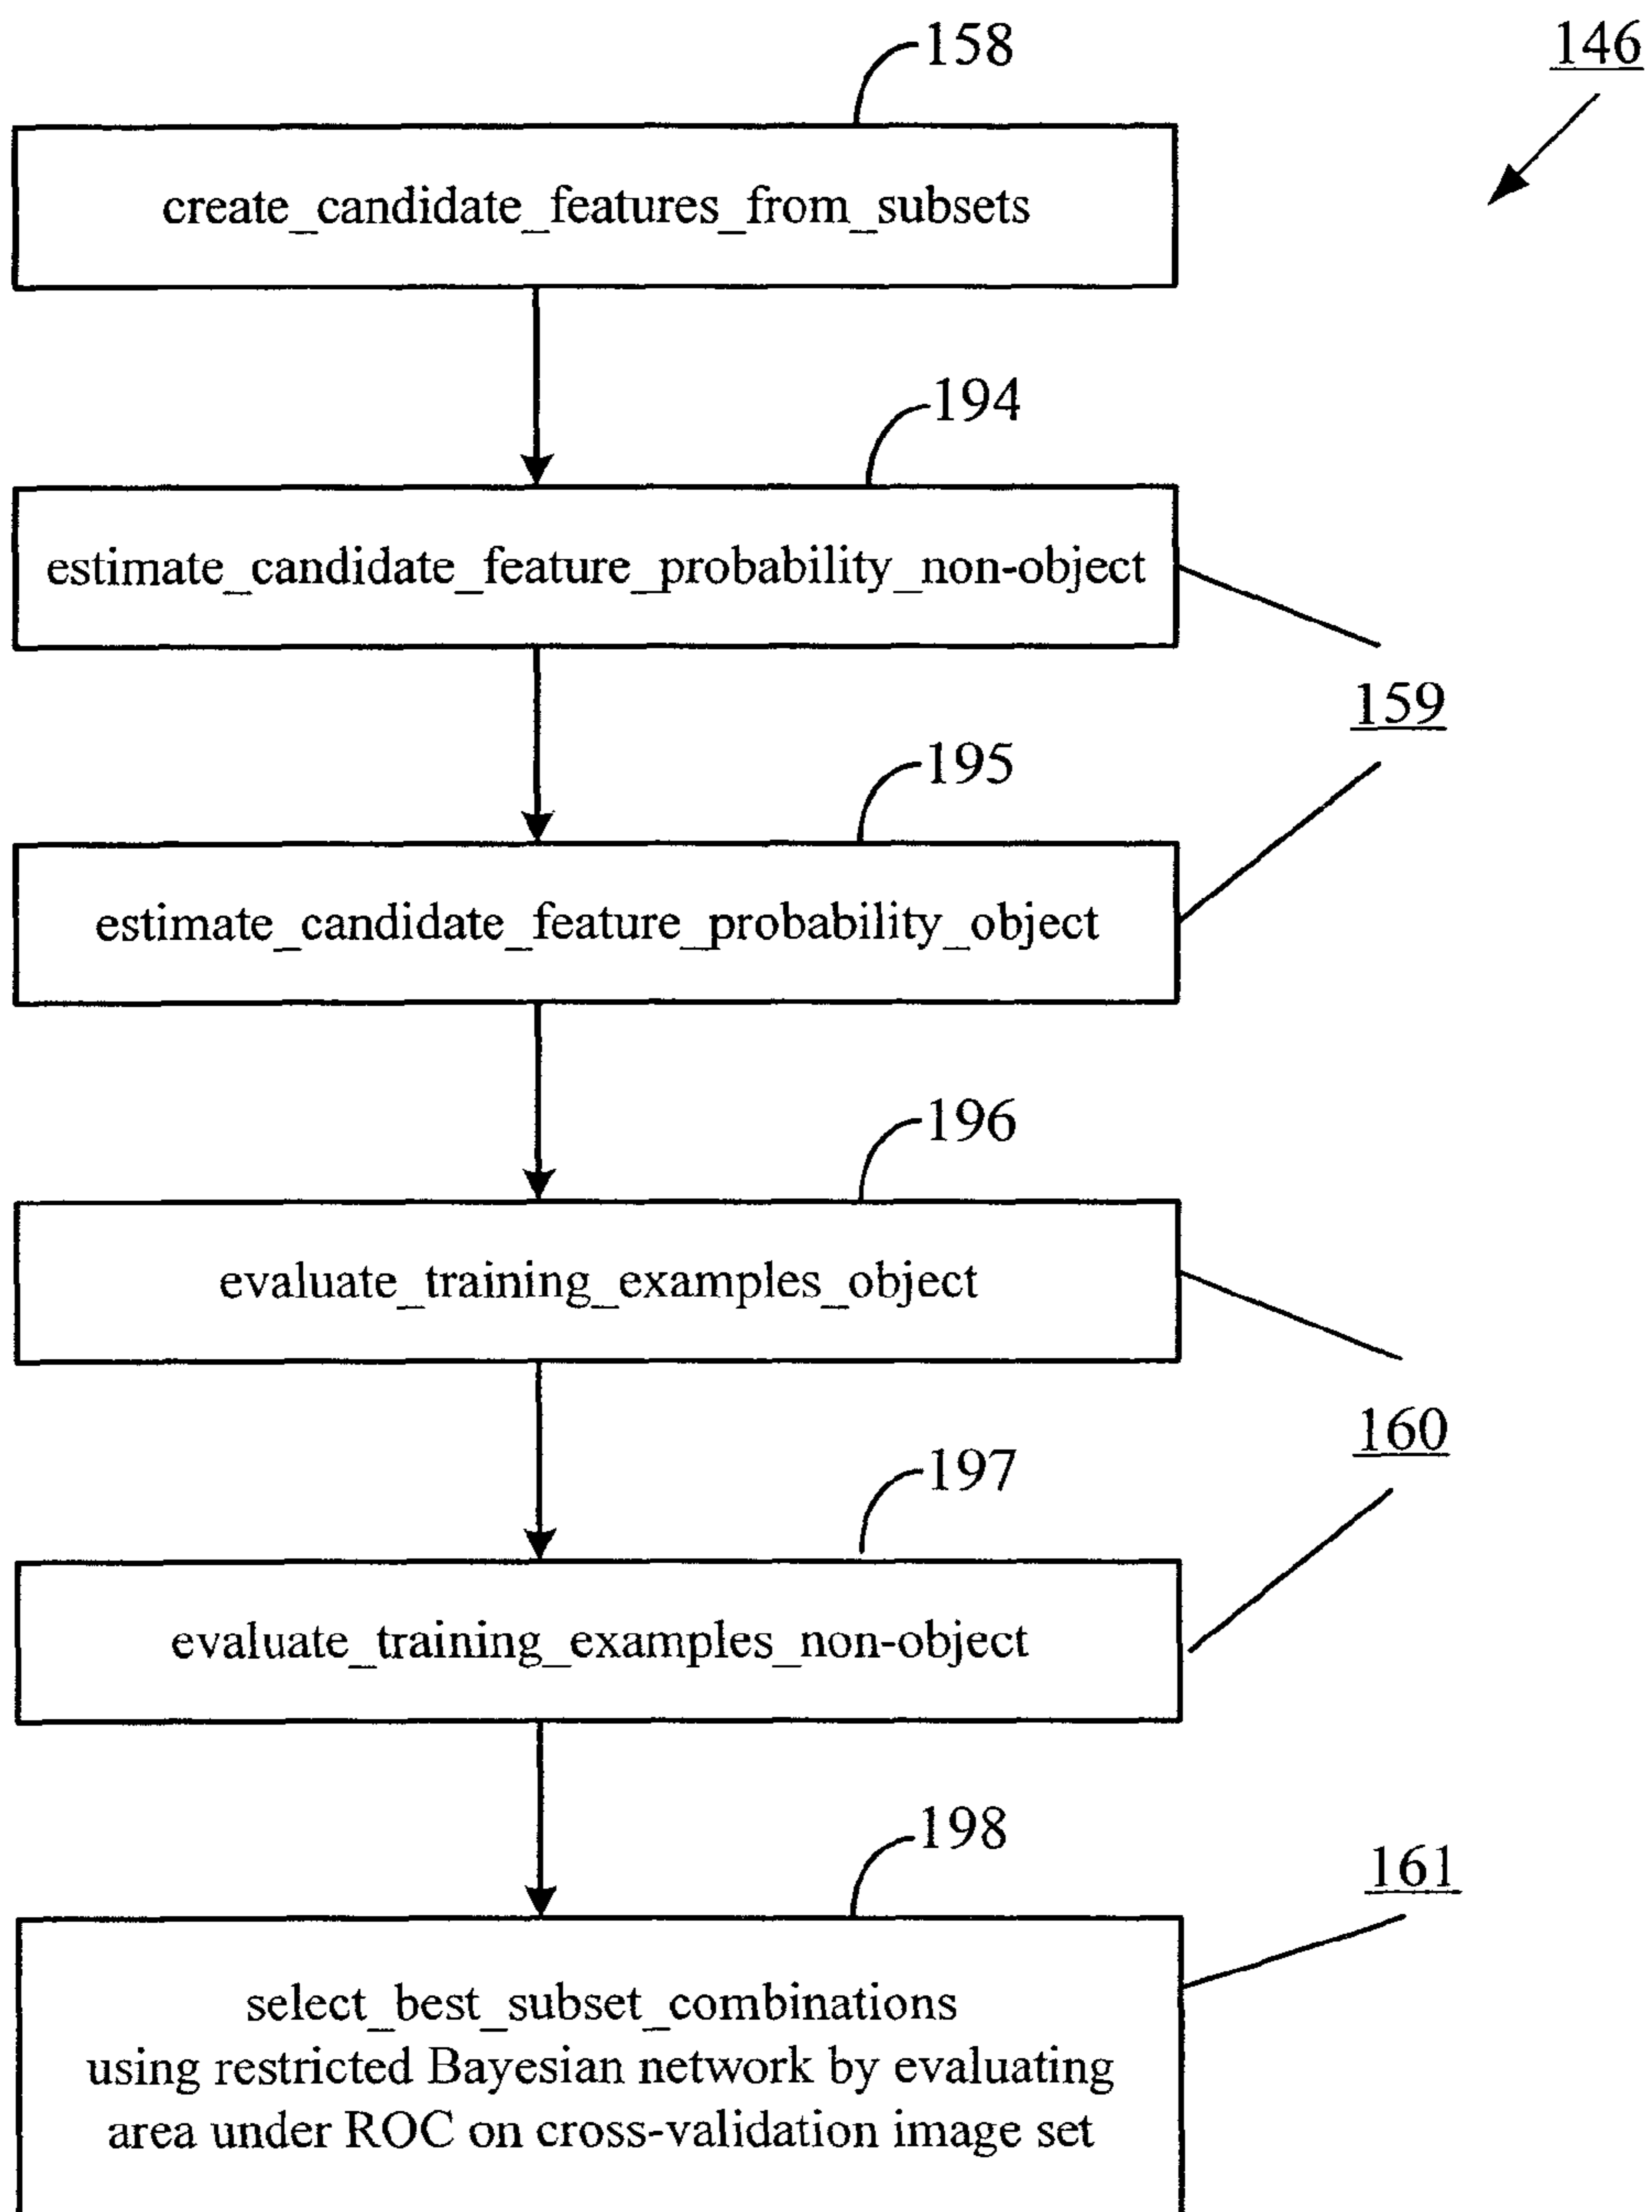 158
146
create_candidate_features_from_subsets
194
estimate_candidate_feature_probability_non-object
159
195
estimate_candidate_feature_probability_object
196
evaluate_training_examples_object
160
197
evaluate_training_examples_non-object
198
161
select_best_subset_combinations
using restricted Bayesian network by evaluating
area under ROC on cross-validation image set